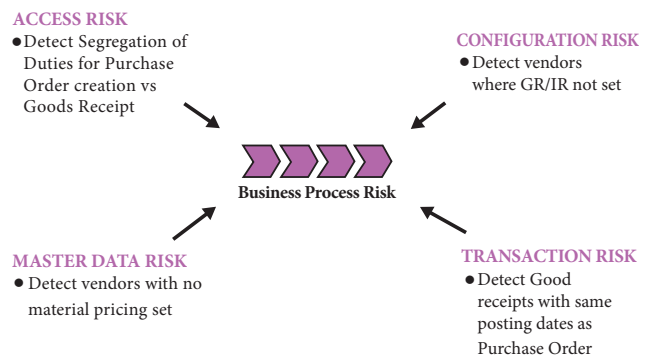 ACCESS RISK
● Detect Segregation of
Duties for Purchase
Order creation vs
Goods Receipt
CONFIGURATION RISK
● Detect vendors
where GR/IR not set
Business Process Risk
MASTER DATA RISK
● Detect vendors with no
material pricing set
TRANSACTION RISK
● Detect Good
receipts with same
posting dates as
Purchase Order